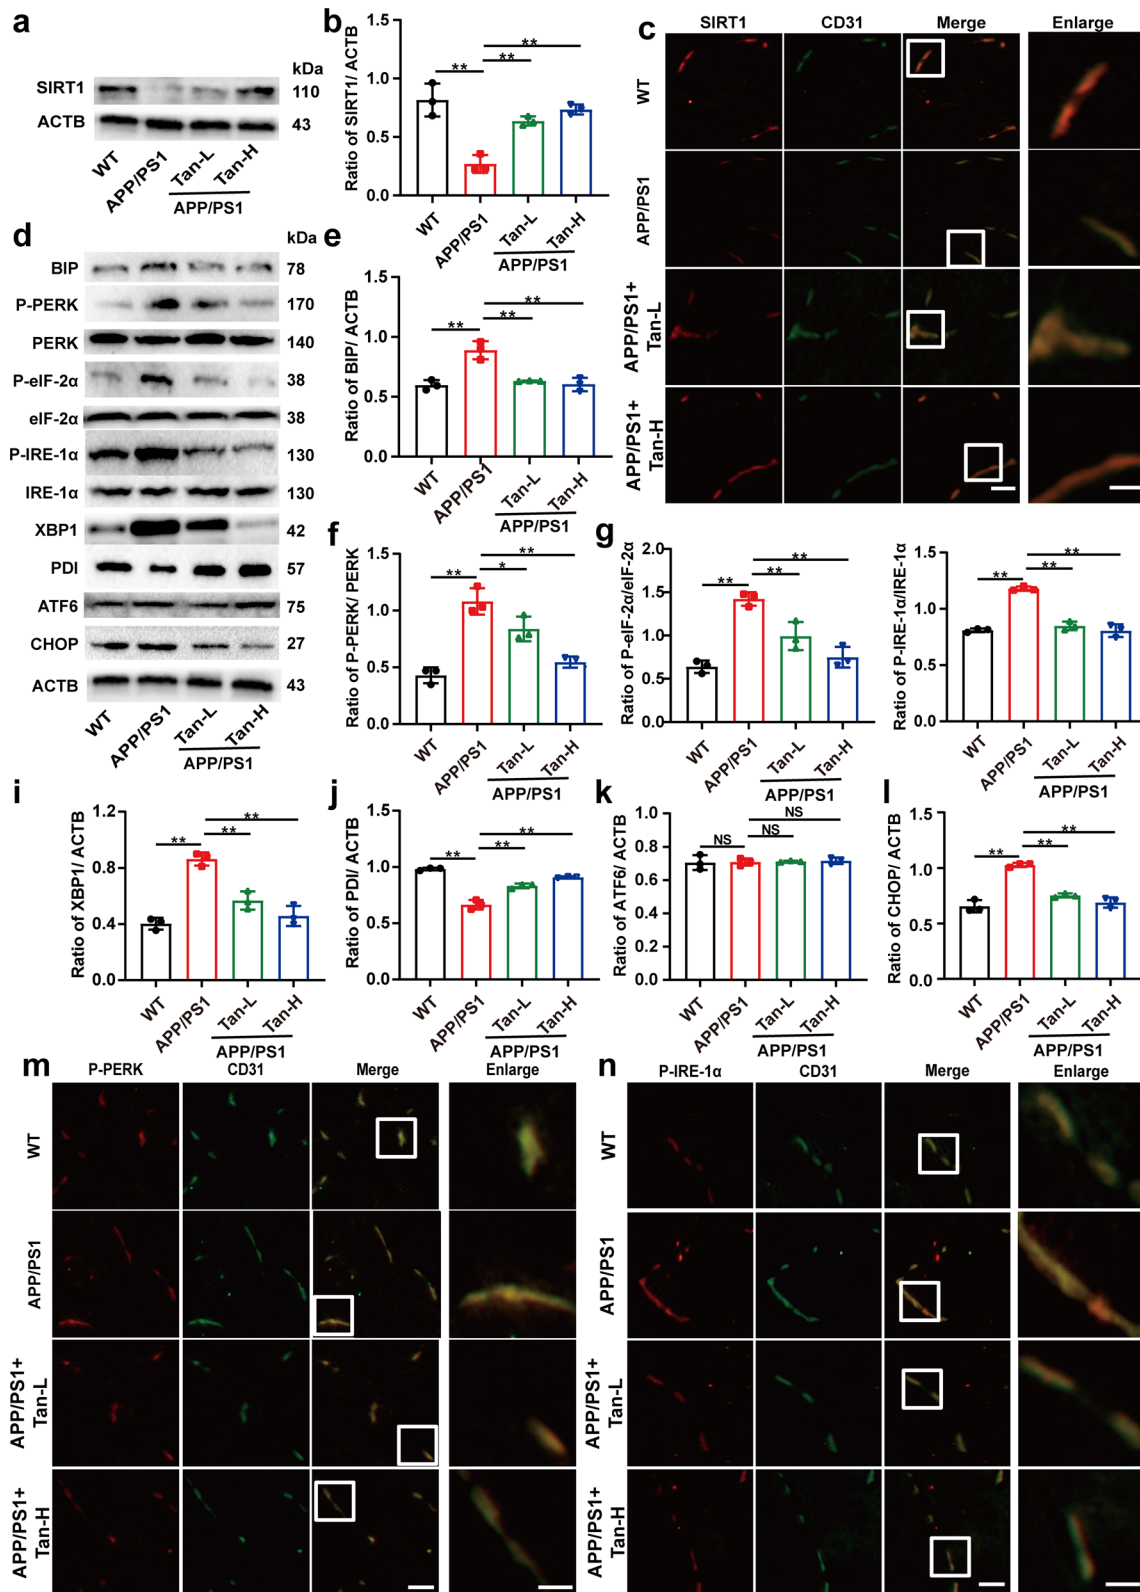 a
kDa
SIRT1
110
ACTB
43
WT
APP/PS1
Tan-L
Tan-H
APP/PS1
b
Ratio of SIRT1/ ACTB
1.5
1.0
0.5
0.0
**
**
**
WT
APP/PS1
Tan-L
Tan-H
APP/PS1
c
SIRT1 CD31 Merge Enlarge
WT
APP/PS1
APP/PS1+
Tan-L
APP/PS1+
Tan-H
d
kDa
BIP 78
P-PERK 170
PERK 140
P-eIF-2α 38
eIF-2α 38
P-IRE-1α 130
IRE-1α 130
XBP1 42
PDI 57
ATF6 75
CHOP 27
ACTB 43
WT
APP/PS1
Tan-L
Tan-H
APP/PS1
e
Ratio of BIP/ ACTB
1.5
1.0
0.5
0.0
**
**
**
WT
APP/PS1
Tan-L
Tan-H
APP/PS1
f
Ratio of P-PERK/ PERK
1.5
1.0
0.5
0.0
**
*
**
WT
APP/PS1
Tan-L
Tan-H
APP/PS1
g
Ratio of P-eIF-2α/eIF-2α
2.0
1.5
1.0
0.5
0.0
**
**
**
WT
APP/PS1
Tan-L
Tan-H
APP/PS1
Ratio of P-IRE-1α/IRE-1α
1.5
1.0
0.5
0.0
**
**
**
WT
APP/PS1
Tan-L
Tan-H
APP/PS1
i
Ratio of XBP1/ ACTB
1.2
0.8
0.4
0.0
**
**
**
WT
APP/PS1
Tan-L
Tan-H
APP/PS1
j
Ratio of PDI/ ACTB
1.5
1.0
0.5
0.0
**
**
**
WT
APP/PS1
Tan-L
Tan-H
APP/PS1
k
Ratio of ATF6/ ACTB
1.0
0.8
0.6
0.4
0.2
0.0
NS
NS
NS
WT
APP/PS1
Tan-L
Tan-H
APP/PS1
l
Ratio of CHOP/ ACTB
1.5
1.0
0.5
0.0
**
**
**
WT
APP/PS1
Tan-L
Tan-H
APP/PS1
m
P-PERK CD31 Merge Enlarge
WT
APP/PS1
APP/PS1+
Tan-L
APP/PS1+
Tan-H
n
P-IRE-1α CD31 Merge Enlarge
WT
APP/PS1
APP/PS1+
Tan-L
APP/PS1+
Tan-H